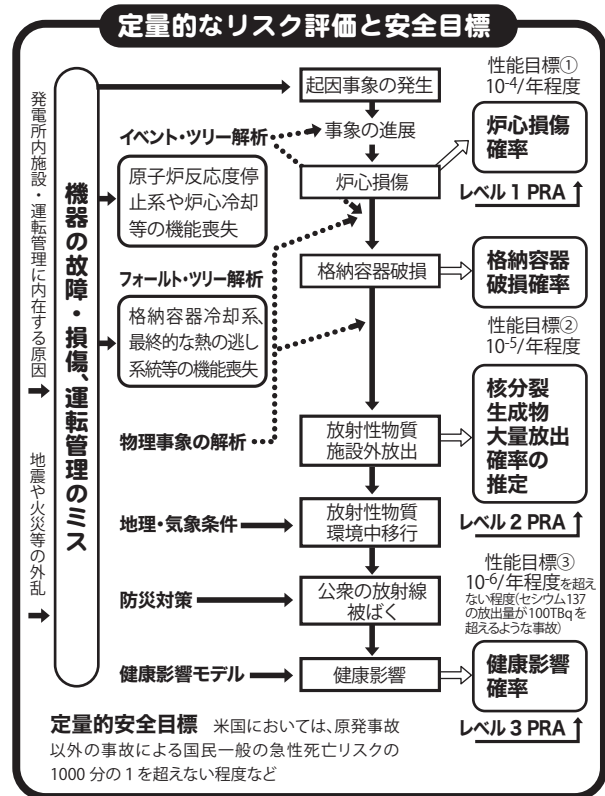 定量的なリスク評価と安全目標
発電所内施設・運転管理に内在する原因
地震や火災等の外乱
機器の故障・損傷、運転管理のミス
起因事象の発生
イベント・ツリー解析
事象の進展
原子炉反応度停
止系や炉心冷却
等の機能喪失
炉心損傷
フォールト・ツリー解析
格納容器冷却系、
最終的な熱の逃し
系統等の機能喪失
格納容器破損
物理事象の解析
放射性物質
施設外放出
地理・気象条件
放射性物質
環境中移行
防災対策
公衆の放射線
被ばく
健康影響モデル
健康影響
性能目標①
10-4/年程度
炉心損傷
確率
レベル 1 PRA
格納容器
破損確率
性能目標②
10-5/年程度
核分裂
生成物
大量放出
確率の
推定
レベル 2 PRA
性能目標③
10-6/年程度を超え
ない程度(セシウム137
の放出量が100TBqを
超えるような事故)
健康影響
確率
レベル 3 PRA
定量的安全目標 米国においては、原発事故
以外の事故による国民一般の急性死亡リスクの
1000 分の 1 を超えない程度など